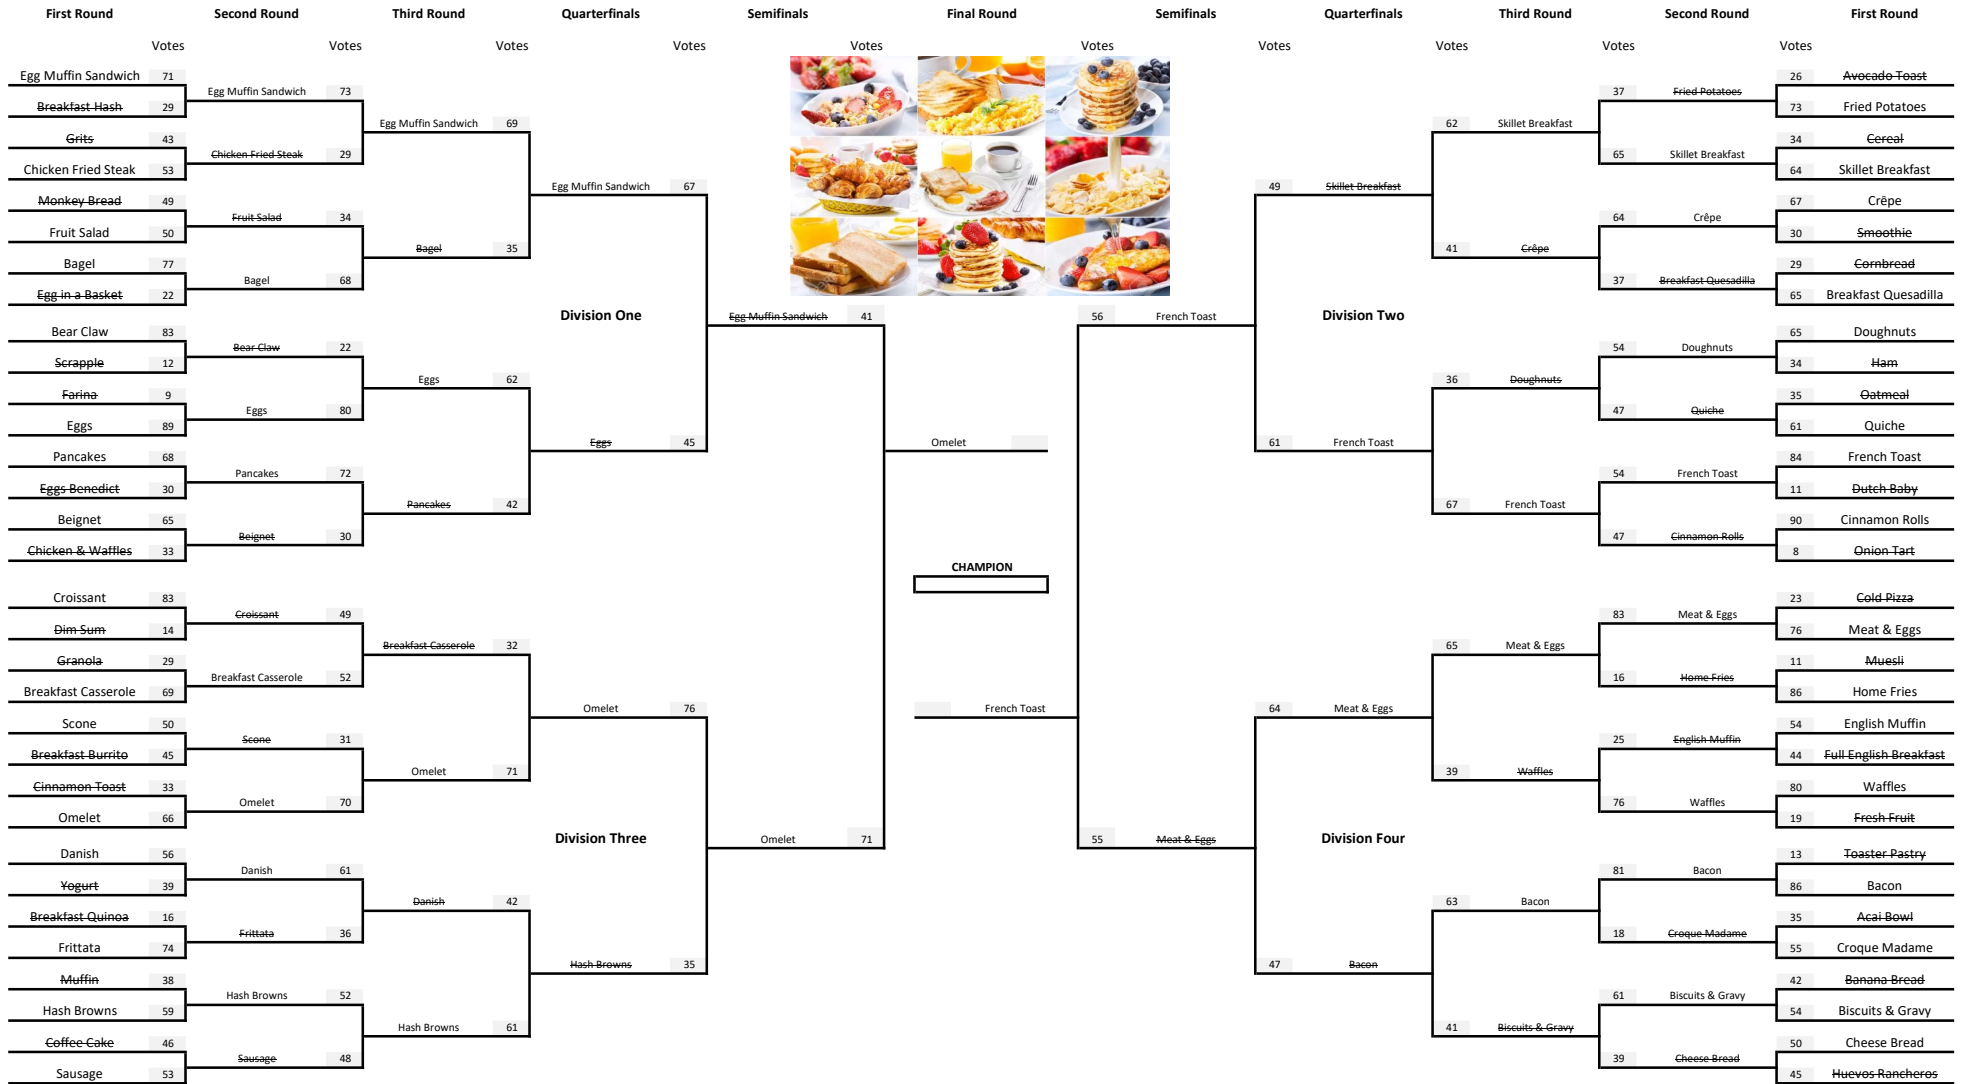 First Round Second Round Third Round Quarterfinals Semifinals Final Round Semifinals Quarterfinals Third Round Second Round First Round
Votes Votes Votes Votes Votes Votes Votes Votes Votes Votes
Egg Muffin Sandwich 71 26 Avocado Toast
Egg Muffin Sandwich 73 37 Fried Potatoes
Breakfast Hash 29 73 Fried Potatoes
Egg Muffin Sandwich 69 62 Skillet Breakfast
Grits 43 34 Cereal
Chicken Fried Steak 29 65 Skillet Breakfast
Chicken Fried Steak 53 64 Skillet Breakfast
Egg Muffin Sandwich 67 49 Skillet Breakfast
Monkey Bread 49 67 Crêpe
Fruit Salad 34 64 Crêpe
Fruit Salad 50 30 Smoothie
Bagel 35 41 Crêpe
Bagel 77 29 Cornbread
Bagel 68 37 Breakfast Quesadilla
Egg in a Basket 22 65 Breakfast Quesadilla
Division One Egg Muffin Sandwich 41 56 French Toast Division Two
Bear Claw 83 65 Doughnuts
Bear Claw 22 54 Doughnuts
Scrapple 12 34 Ham
Eggs 62 36 Doughnuts
Farina 9 35 Oatmeal
Eggs 80 47 Quiche
Eggs 89 61 Quiche
Eggs 45 Omelet 61 French Toast
Pancakes 68 84 French Toast
Pancakes 72 54 French Toast
Eggs Benedict 30 11 Dutch Baby
Pancakes 42 67 French Toast
Beignet 65 90 Cinnamon Rolls
Beignet 30 47 Cinnamon Rolls
Chicken & Waffles 33 8 Onion Tart
CHAMPION
Croissant 83 23 Cold Pizza
Croissant 49 83 Meat & Eggs
Dim Sum 14 76 Meat & Eggs
Breakfast Casserole 32 65 Meat & Eggs
Granola 29 11 Muesli
Breakfast Casserole 52 16 Home Fries
Breakfast Casserole 69 86 Home Fries
Omelet 76 French Toast 64 Meat & Eggs
Scone 50 54 English Muffin
Scone 31 25 English Muffin
Breakfast Burrito 45 44 Full English Breakfast
Omelet 71 39 Waffles
Cinnamon Toast 33 80 Waffles
Omelet 70 76 Waffles
Omelet 66 19 Fresh Fruit
Division Three Omelet 71 55 Meat & Eggs Division Four
Danish 56 13 Toaster Pastry
Danish 61 81 Bacon
Yogurt 39 86 Bacon
Danish 42 63 Bacon
Breakfast Quinoa 16 35 Acai Bowl
Frittata 36 18 Croque Madame
Frittata 74 55 Croque Madame
Hash Browns 35 47 Bacon
Muffin 38 42 Banana Bread
Hash Browns 52 61 Biscuits & Gravy
Hash Browns 59 54 Biscuits & Gravy
Hash Browns 61 41 Biscuits & Gravy
Coffee Cake 46 50 Cheese Bread
Sausage 48 39 Cheese Bread
Sausage 53 45 Huevos Rancheros